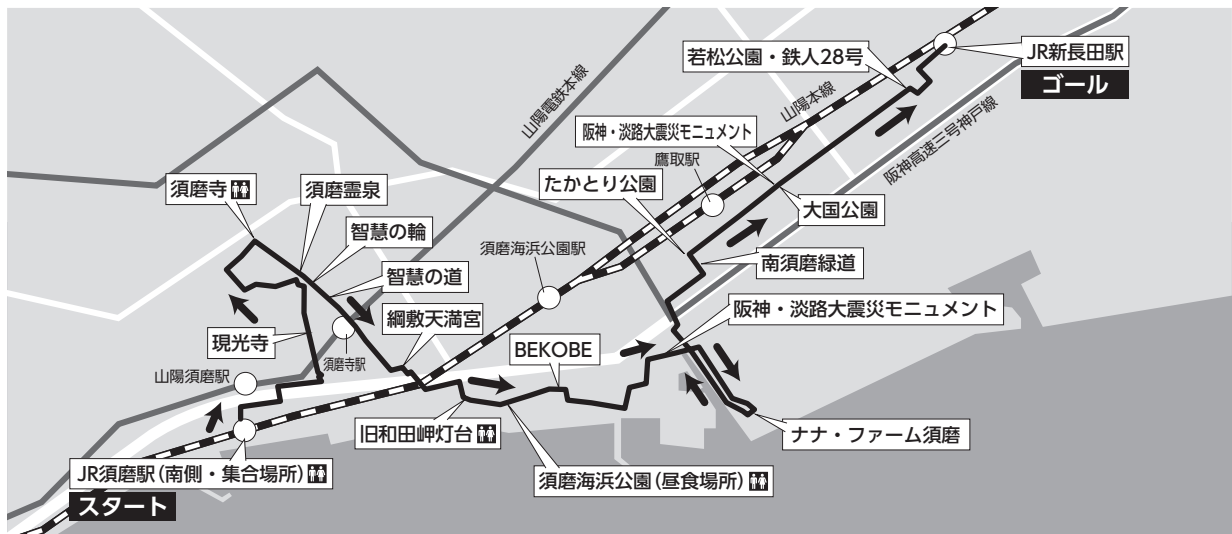 若松公園・鉄人28号
JR新長田駅
ゴール
山陽電鉄本線
山陽本線
阪神・淡路大震災モニュメント
鷹取駅
阪神高速三号神戸線
須磨寺
須磨霊泉
たかとり公園
大国公園
智慧の輪
須磨海浜公園駅
南須磨緑道
智慧の道
綱敷天満宮
阪神・淡路大震災モニュメント
現光寺
須磨寺駅
BEKOBE
山陽須磨駅
旧和田岬灯台
ナナ・ファーム須磨
JR須磨駅(南側・集合場所)
須磨海浜公園(昼食場所)
スタート